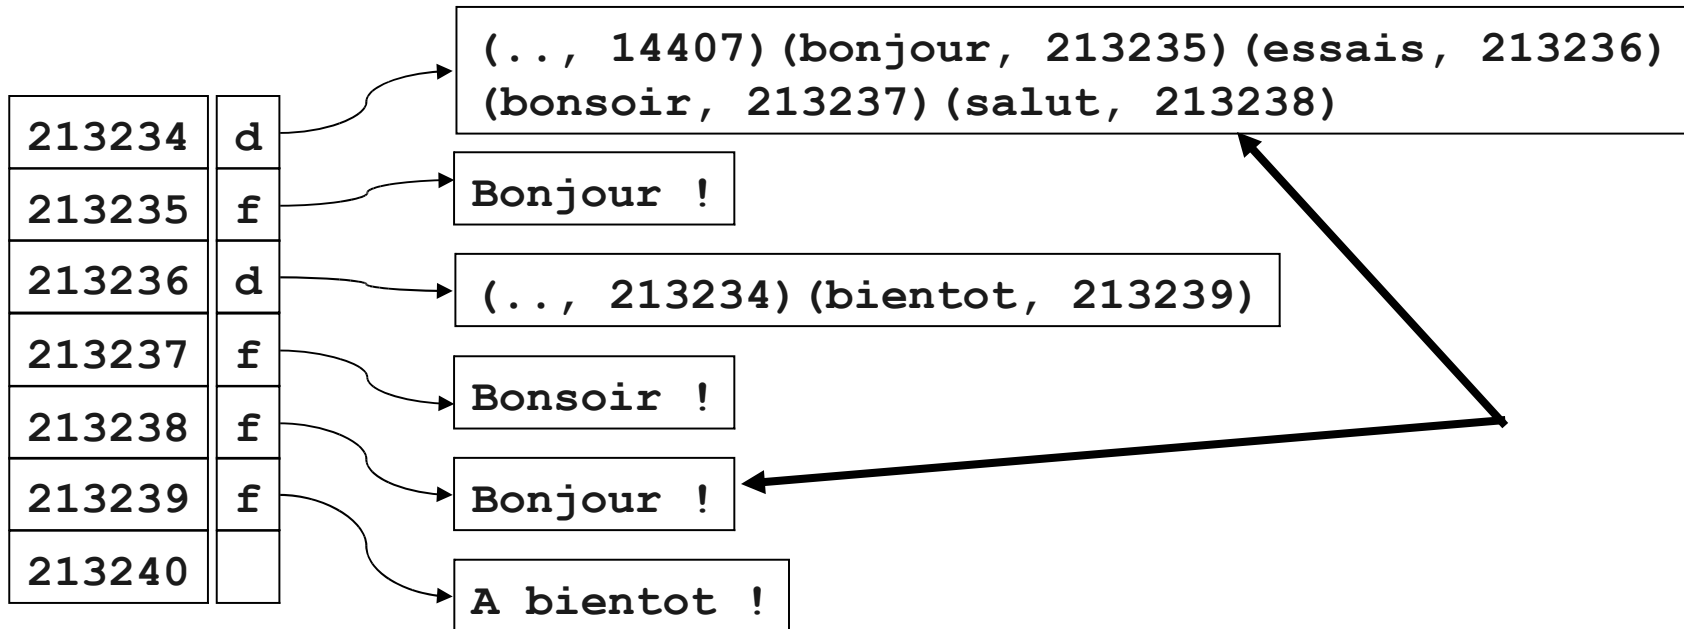 (.., 14407)(bonjour, 213235)(essais, 213236)
(bonsoir, 213237)(salut, 213238)
213234 d
Bonjour !
213235 f
213236 d
(.., 213234)(bientot, 213239)
213237 f
Bonsoir !
213238 f
213239 f
Bonjour !
213240
A bientot !